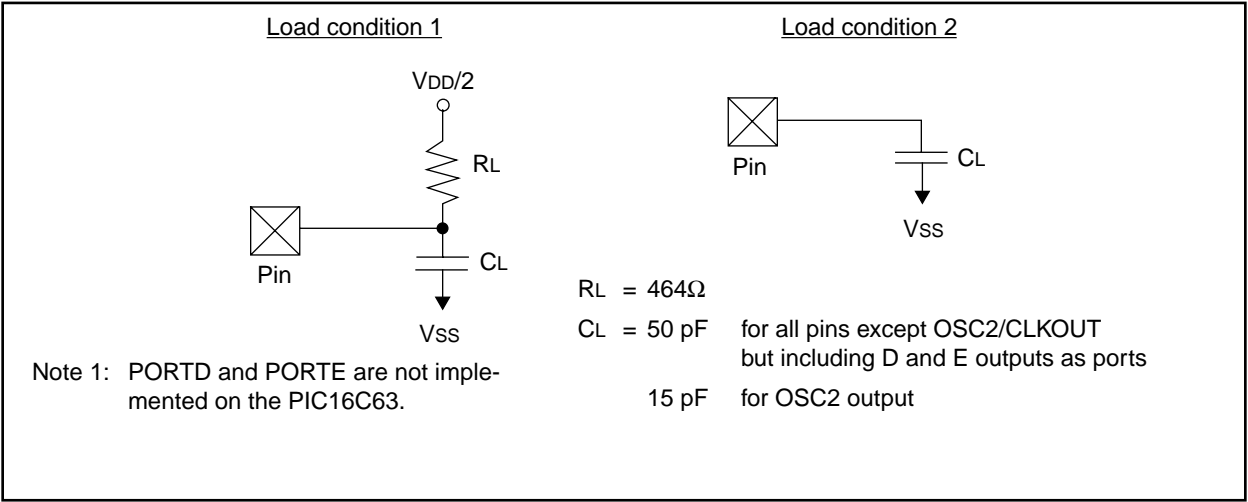 Load condition 1
VDD/2
RL
Pin
CL
VSS
Note 1: PORTD and PORTE are not imple-
mented on the PIC16C63.
Load condition 2
Pin
CL
VSS
RL = 464Ω
CL = 50 pF for all pins except OSC2/CLKOUT
but including D and E outputs as ports
15 pF for OSC2 output